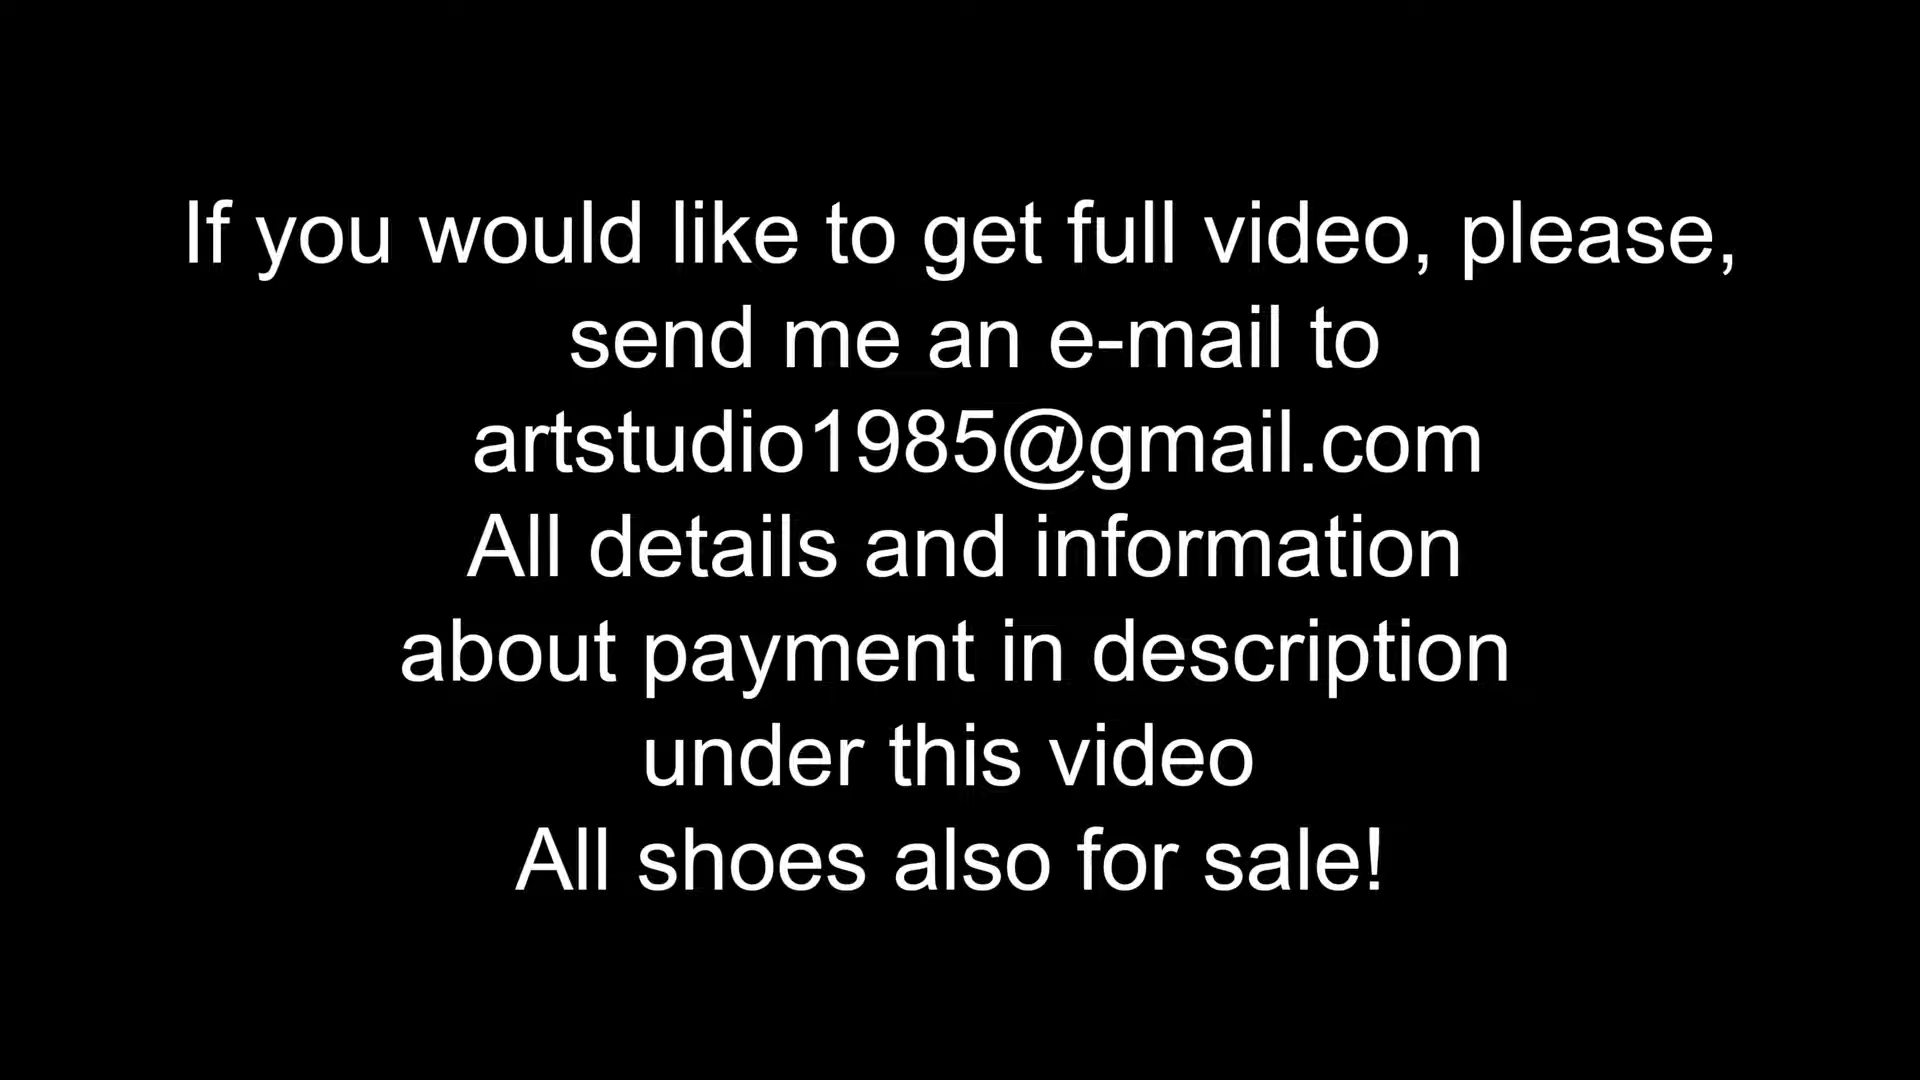 If you would like to get full video, please,
send me an e-mail to
artstudio1985@gmail.com
All details and information
about payment in description
under this video
All shoes also for sale!